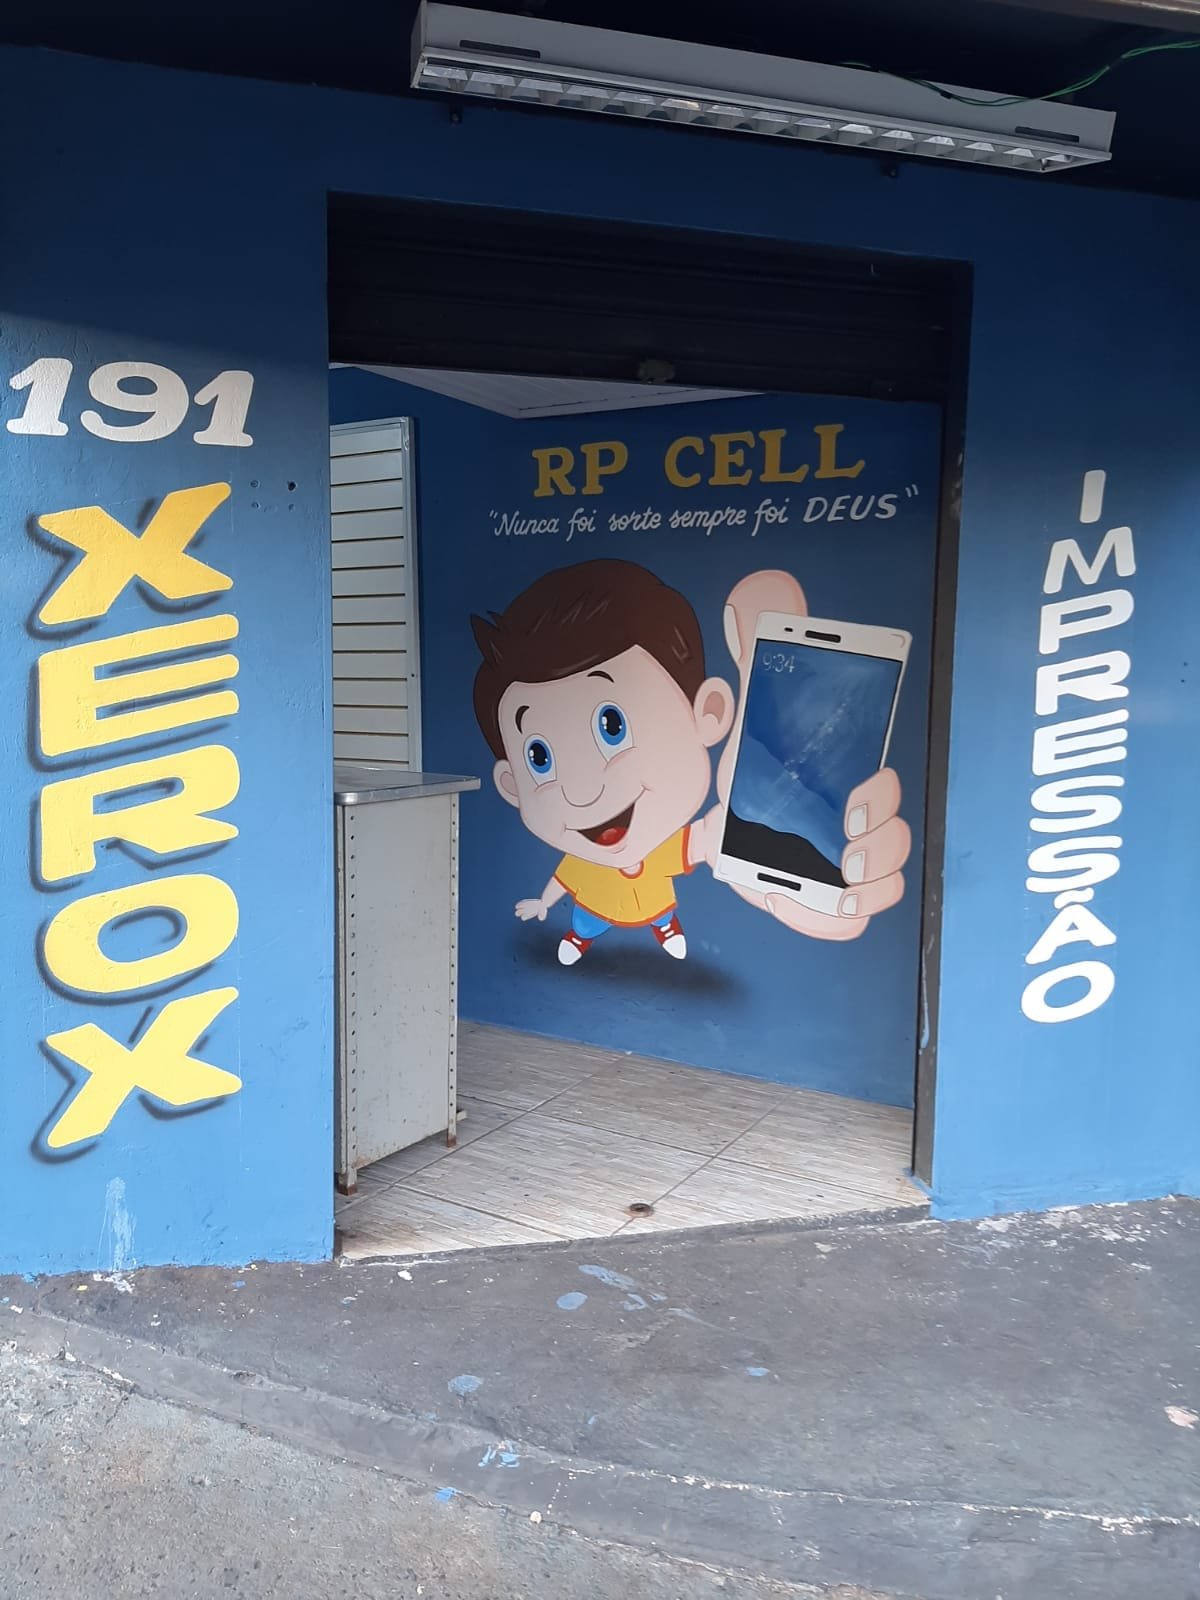 191
XEROX
RP CELL
"Nunca foi sorte sempre foi DEUS"
9:34
IMPRESSÃO